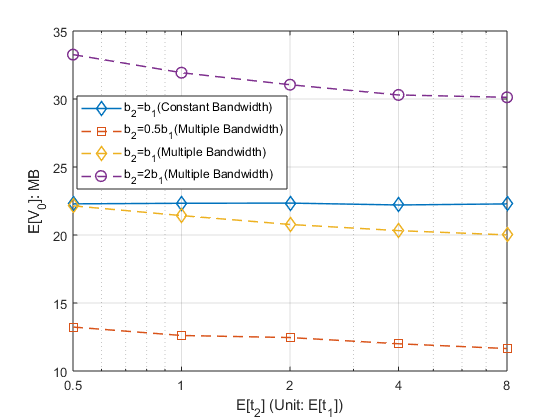 35
30
25
20
15
10
E[V0]: MB
b2=b1(Constant Bandwidth)
b2=0.5b1(Multiple Bandwidth)
b2=b1(Multiple Bandwidth)
b2=2b1(Multiple Bandwidth)
0.5 1 2 4 8
E[t2] (Unit: E[t1])